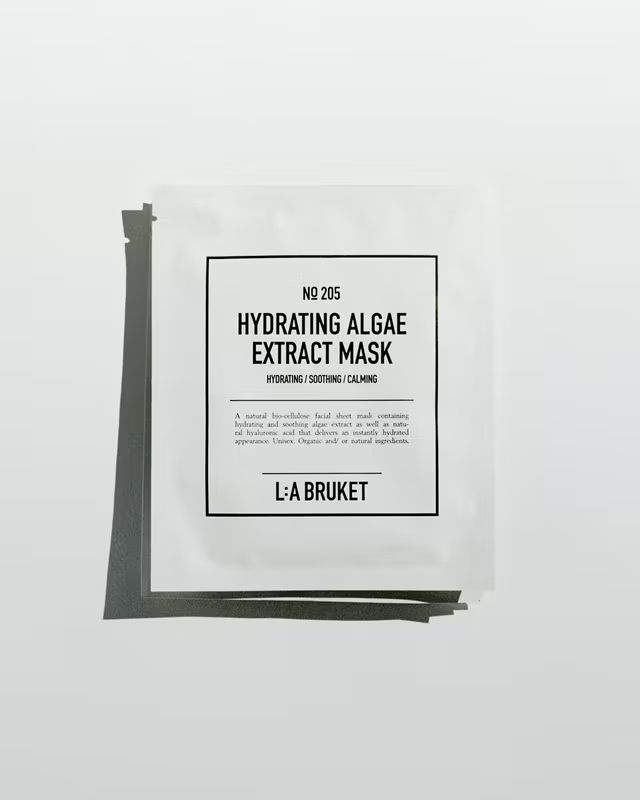 Nº 205
HYDRATING ALGAE
EXTRACT MASK
HYDRATING / SOOTHING / CALMING
A natural bio-cellulose facial sheet mask containing
hydrating and soothing algae extract as well as natu-
ral hyaluronic acid that delivers an instantly hydrated
appearance. Unisex. Organic and/ or natural ingredients.
L:A BRUKET